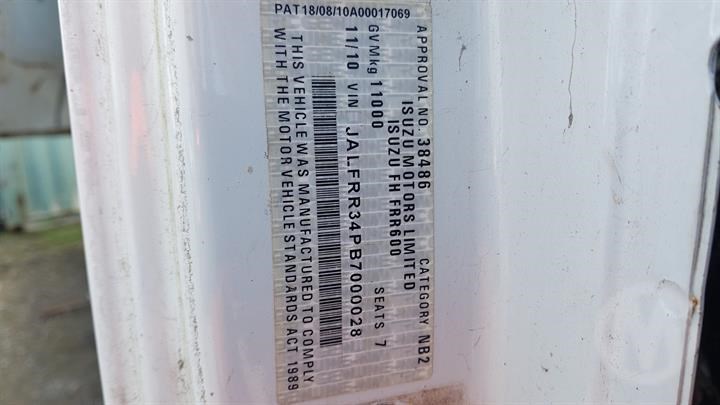 PAT18/08/10A00017069
APPROVAL NO. 38486 CATEGORY NB2
ISUZU MOTORS LIMITED
ISUZU FH FRR600
GVMkg 11000 SEATS 7
11/10 VIN JALFRR34PB7000028
THIS VEHICLE WAS MANUFACTURED TO COMPLY
WITH THE MOTOR VEHICLE STANDARDS ACT 1989